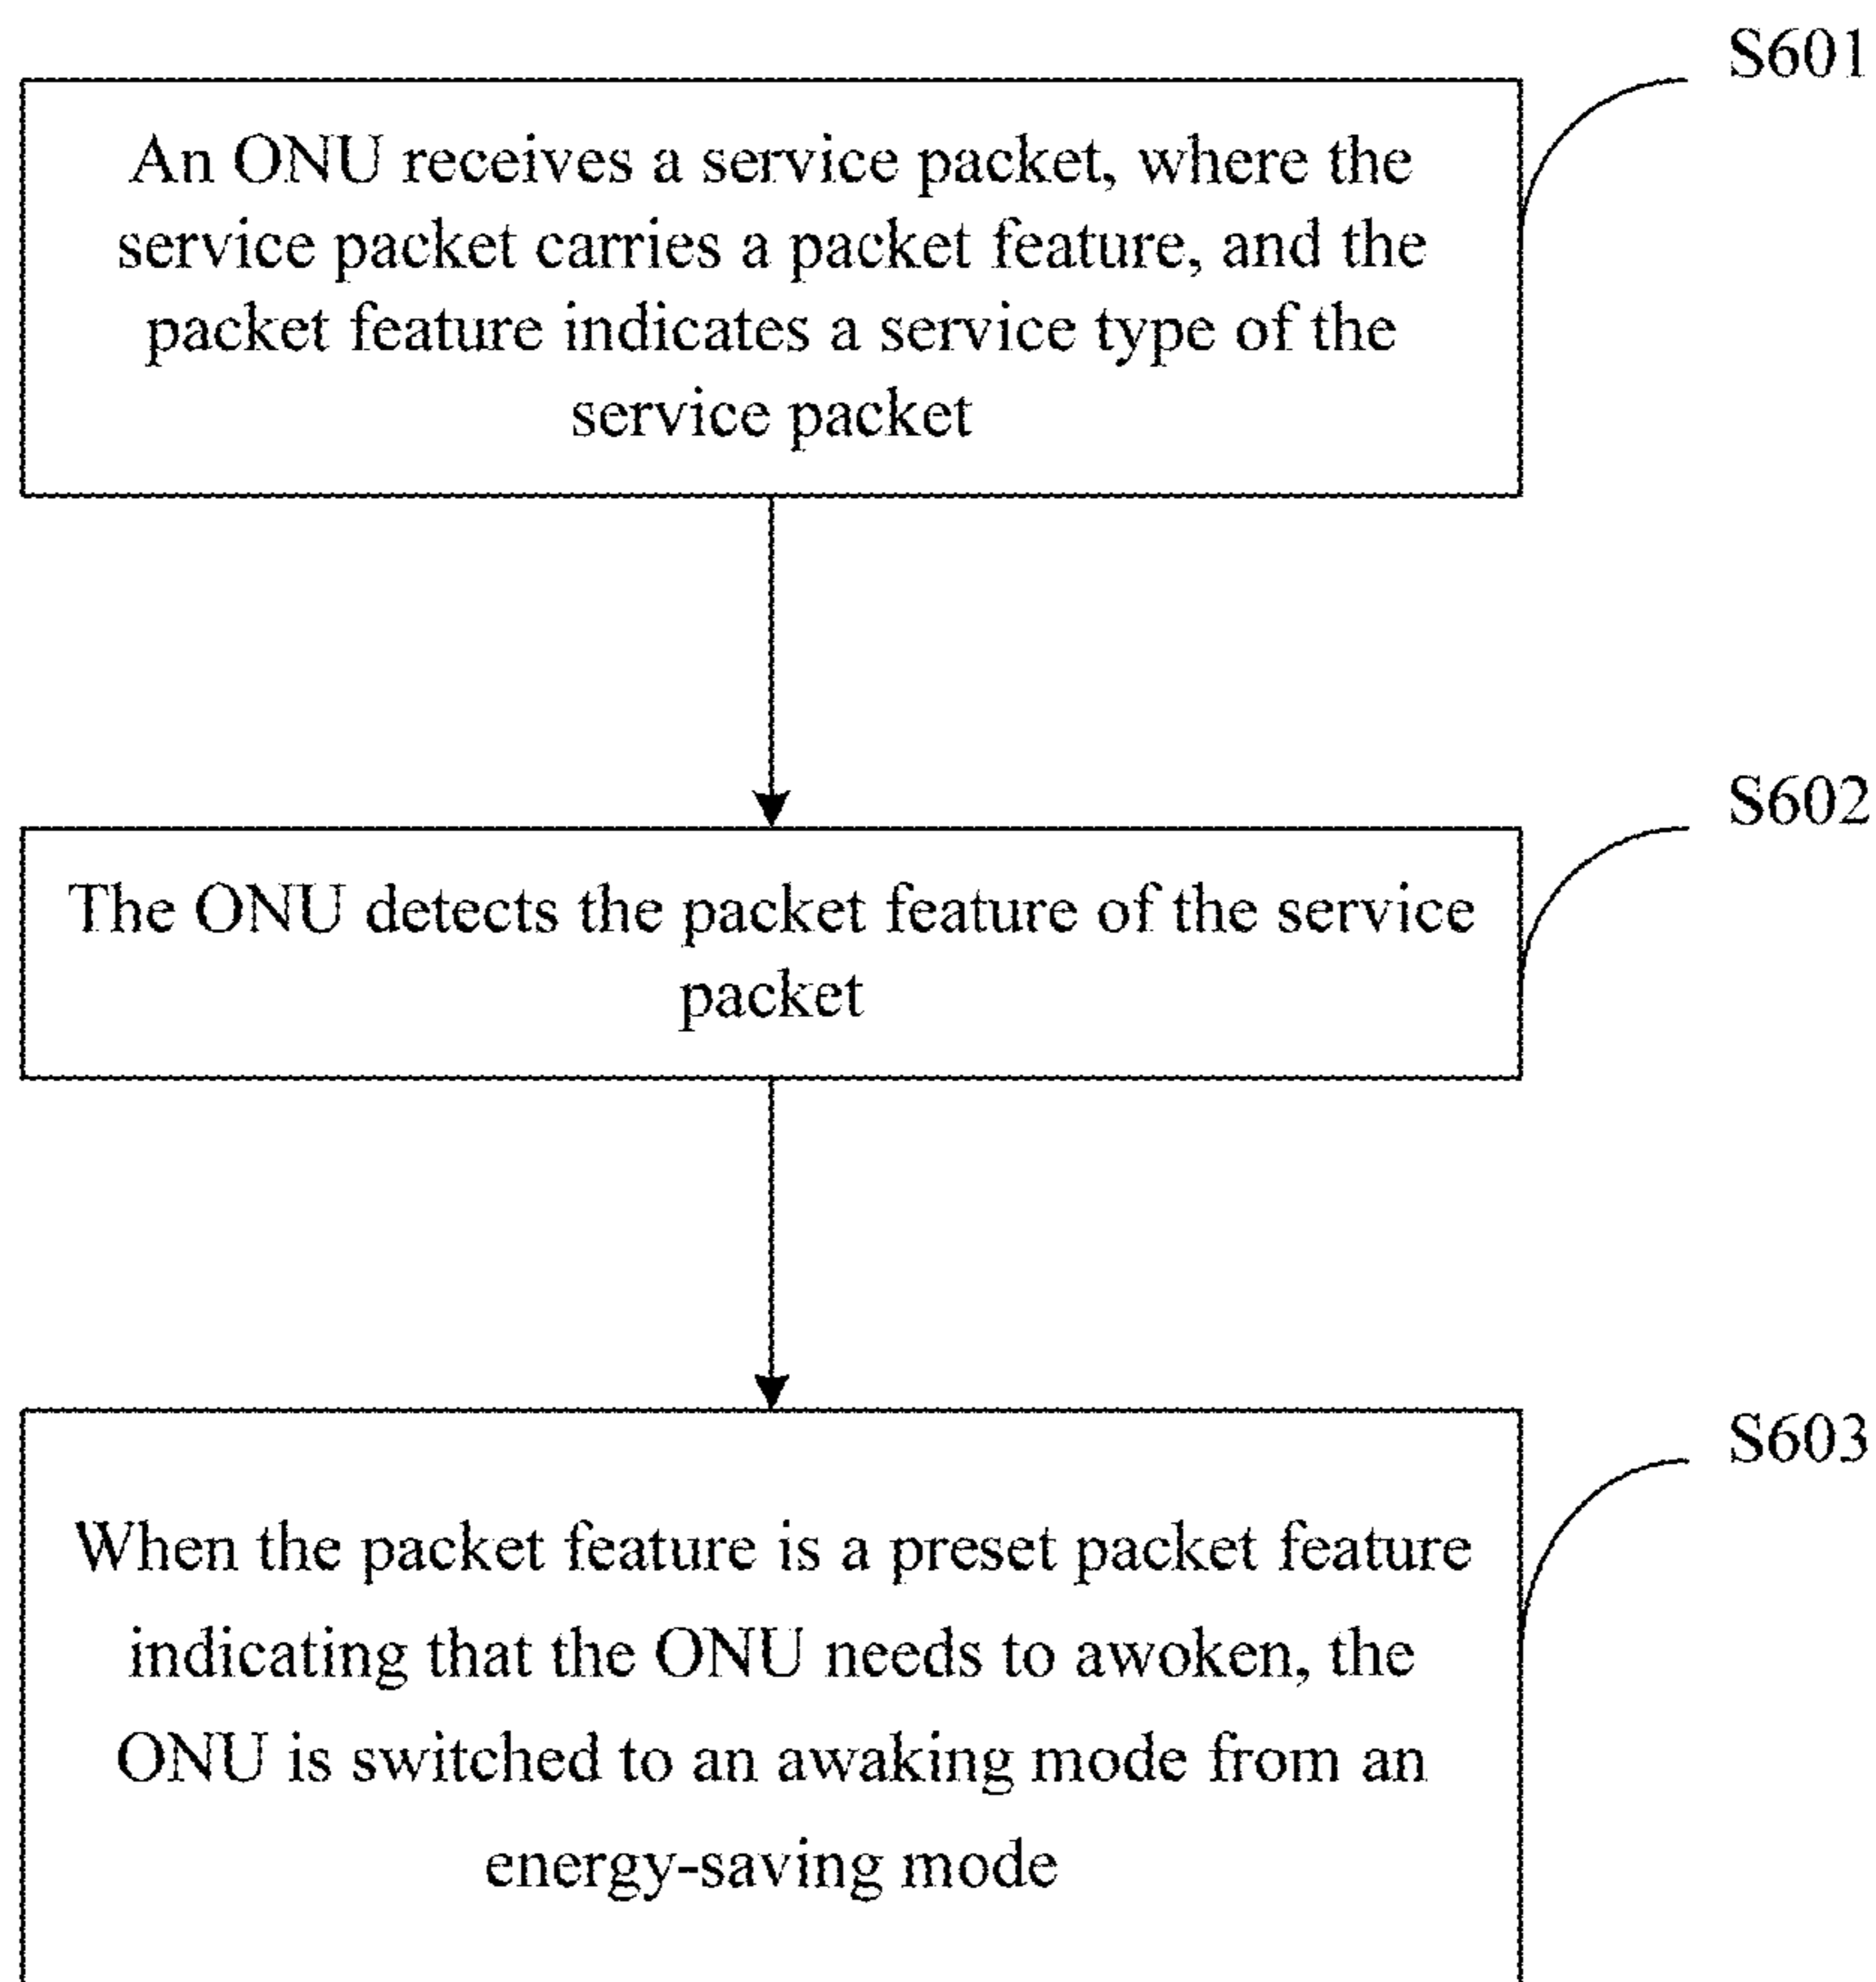 S601
An ONU receives a service packet, where the
service packet carries a packet feature, and the
packet feature indicates a service type of the
service packet
S602
The ONU detects the packet feature of the service
packet
S603
When the packet feature is a preset packet feature
indicating that the ONU needs to awoken, the
ONU is switched to an awaking mode from an
energy-saving mode